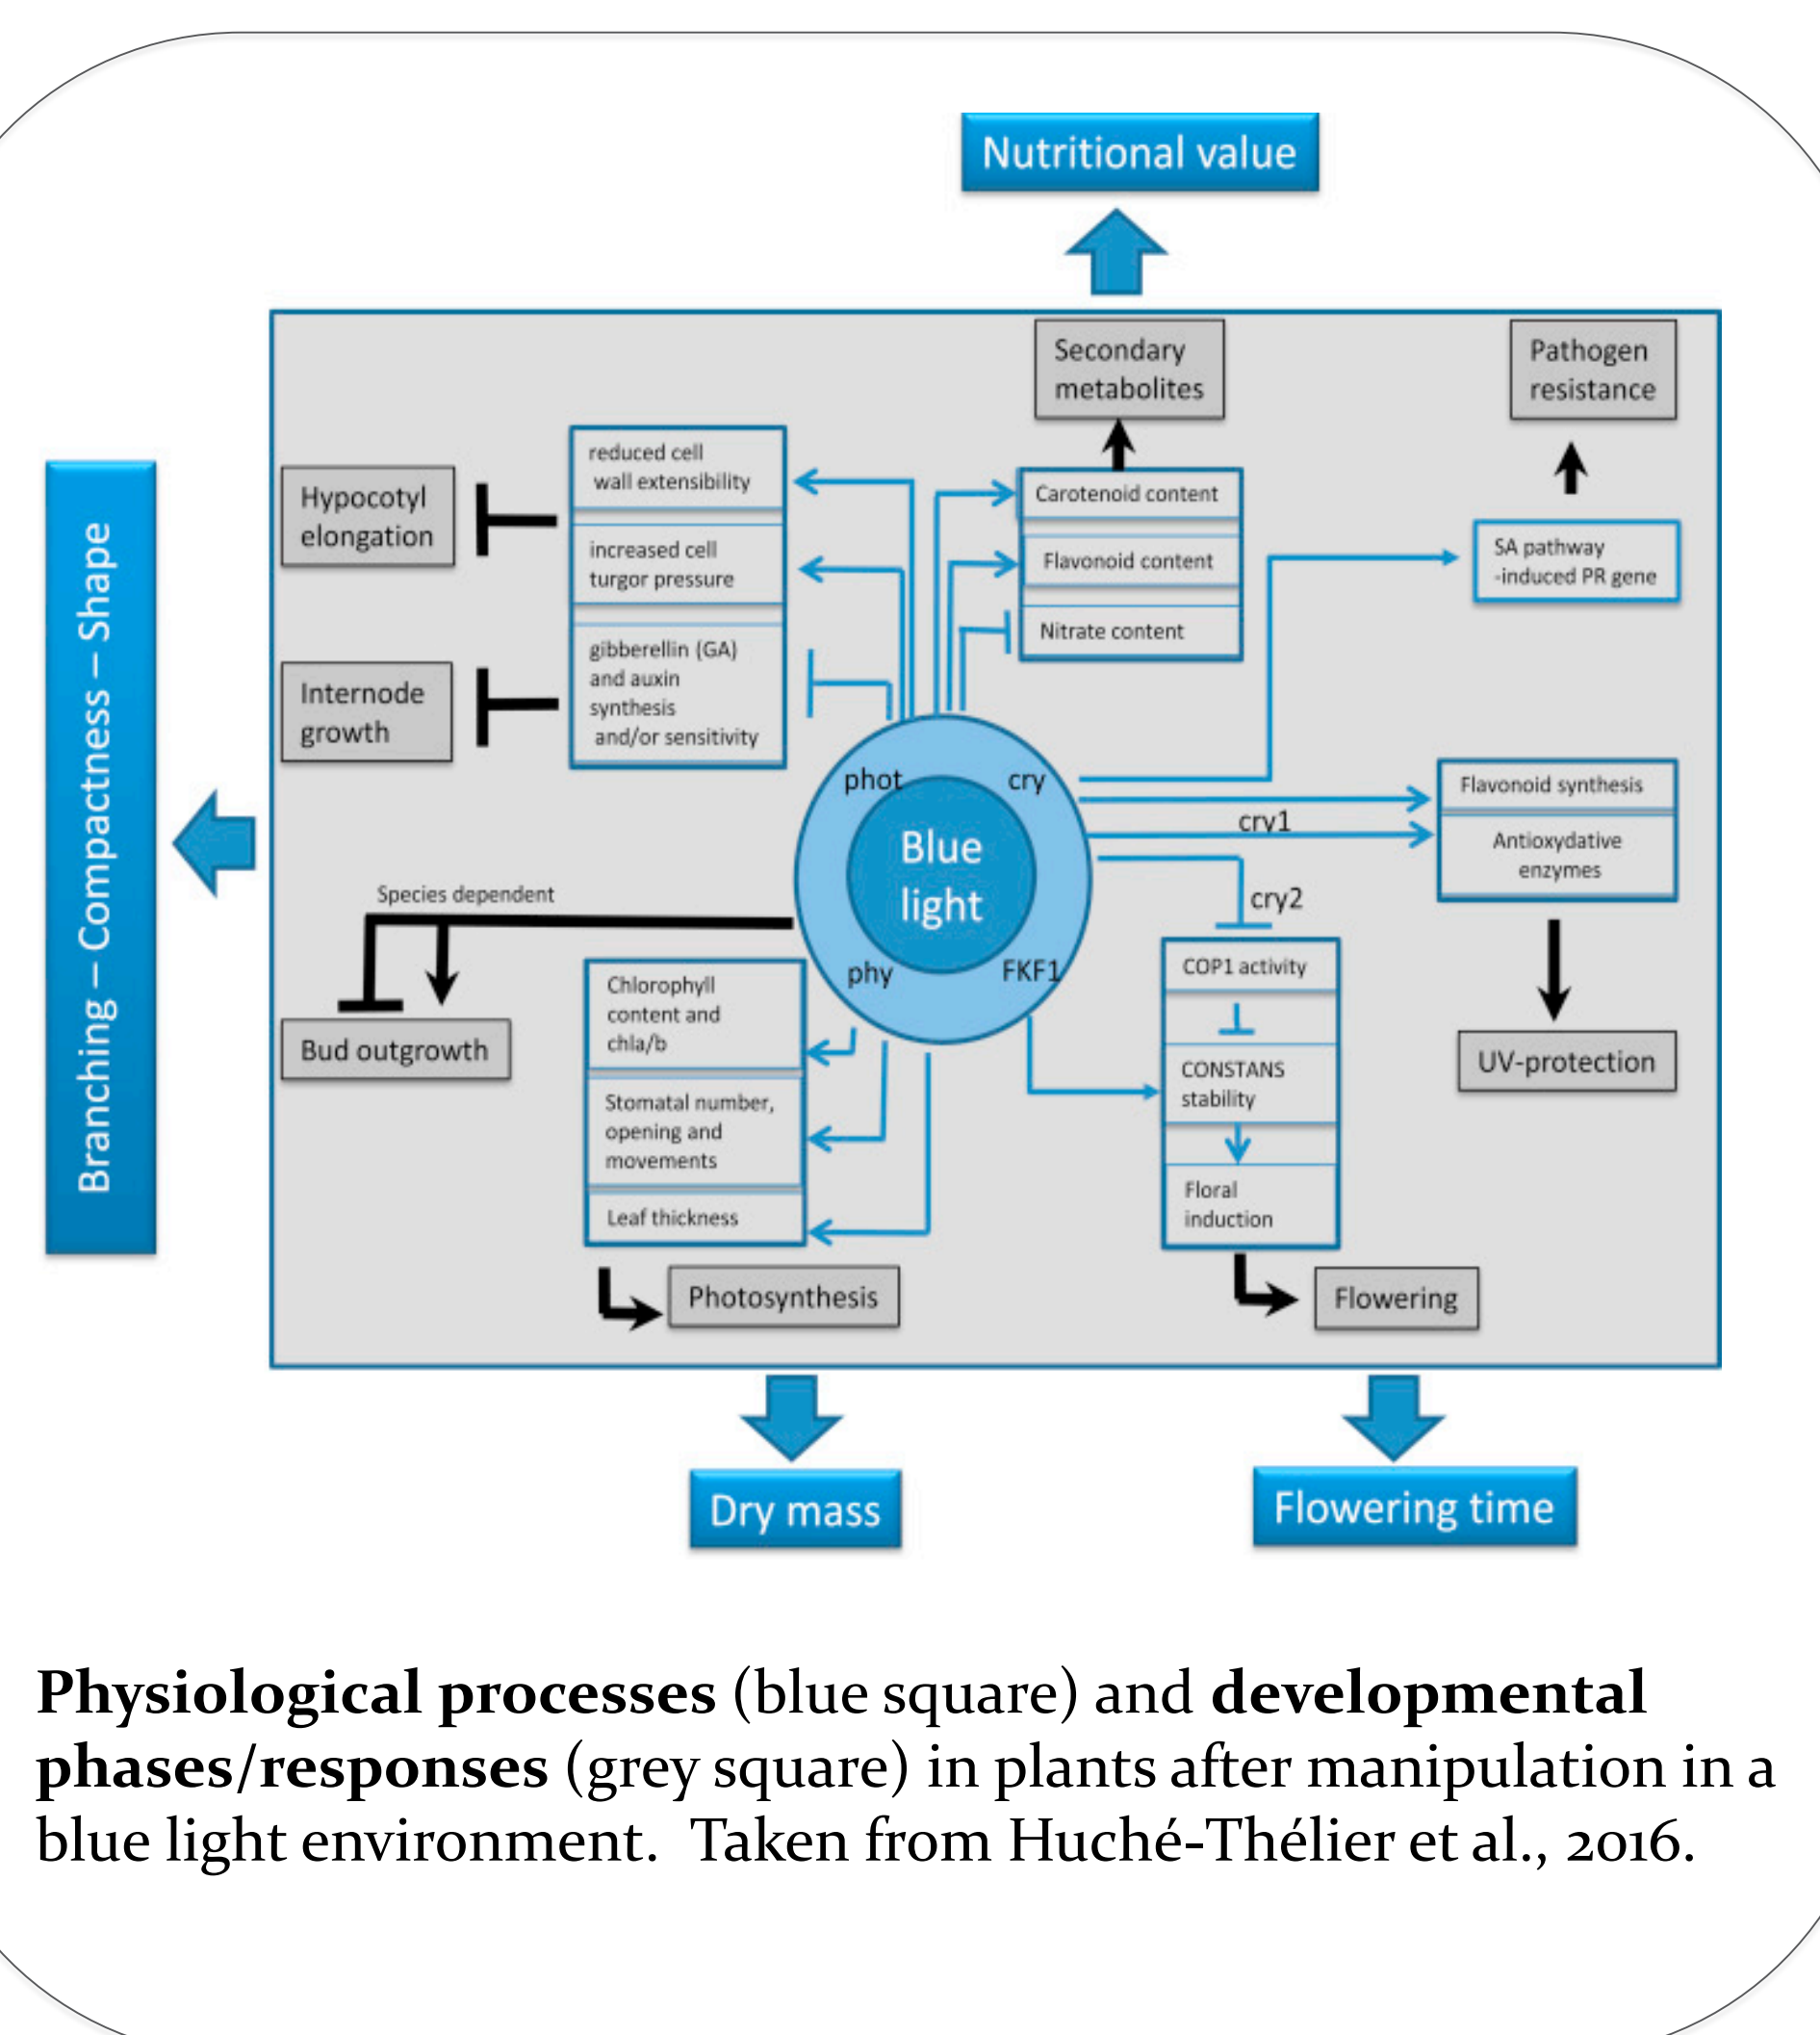 Nutritional value
Secondary
metabolites
Pathogen
resistance
reduced cell
wall extensibility
Hypocotyl
elongation
Carotenoid content
increased cell
turgor pressure
Flavonoid content
SA pathway
-induced PR gene
Nitrate content
gibberellin (GA)
and auxin
synthesis
and/or sensitivity
Internode
growth
Branching – Compactness – Shape
phot
cry
Blue
light
phy
FKF1
cry1
cry2
Flavonoid synthesis
Antioxydative
enzymes
Species dependent
Bud outgrowth
Chlorophyll
content and
chla/b
Stomatal number,
opening and
movements
Leaf thickness
COP1 activity
CONSTANS
stability
Floral
induction
UV-protection
Photosynthesis
Flowering
Dry mass
Flowering time
Physiological processes (blue square) and developmental
phases/responses (grey square) in plants after manipulation in a
blue light environment. Taken from Huché-Thélier et al., 2016.